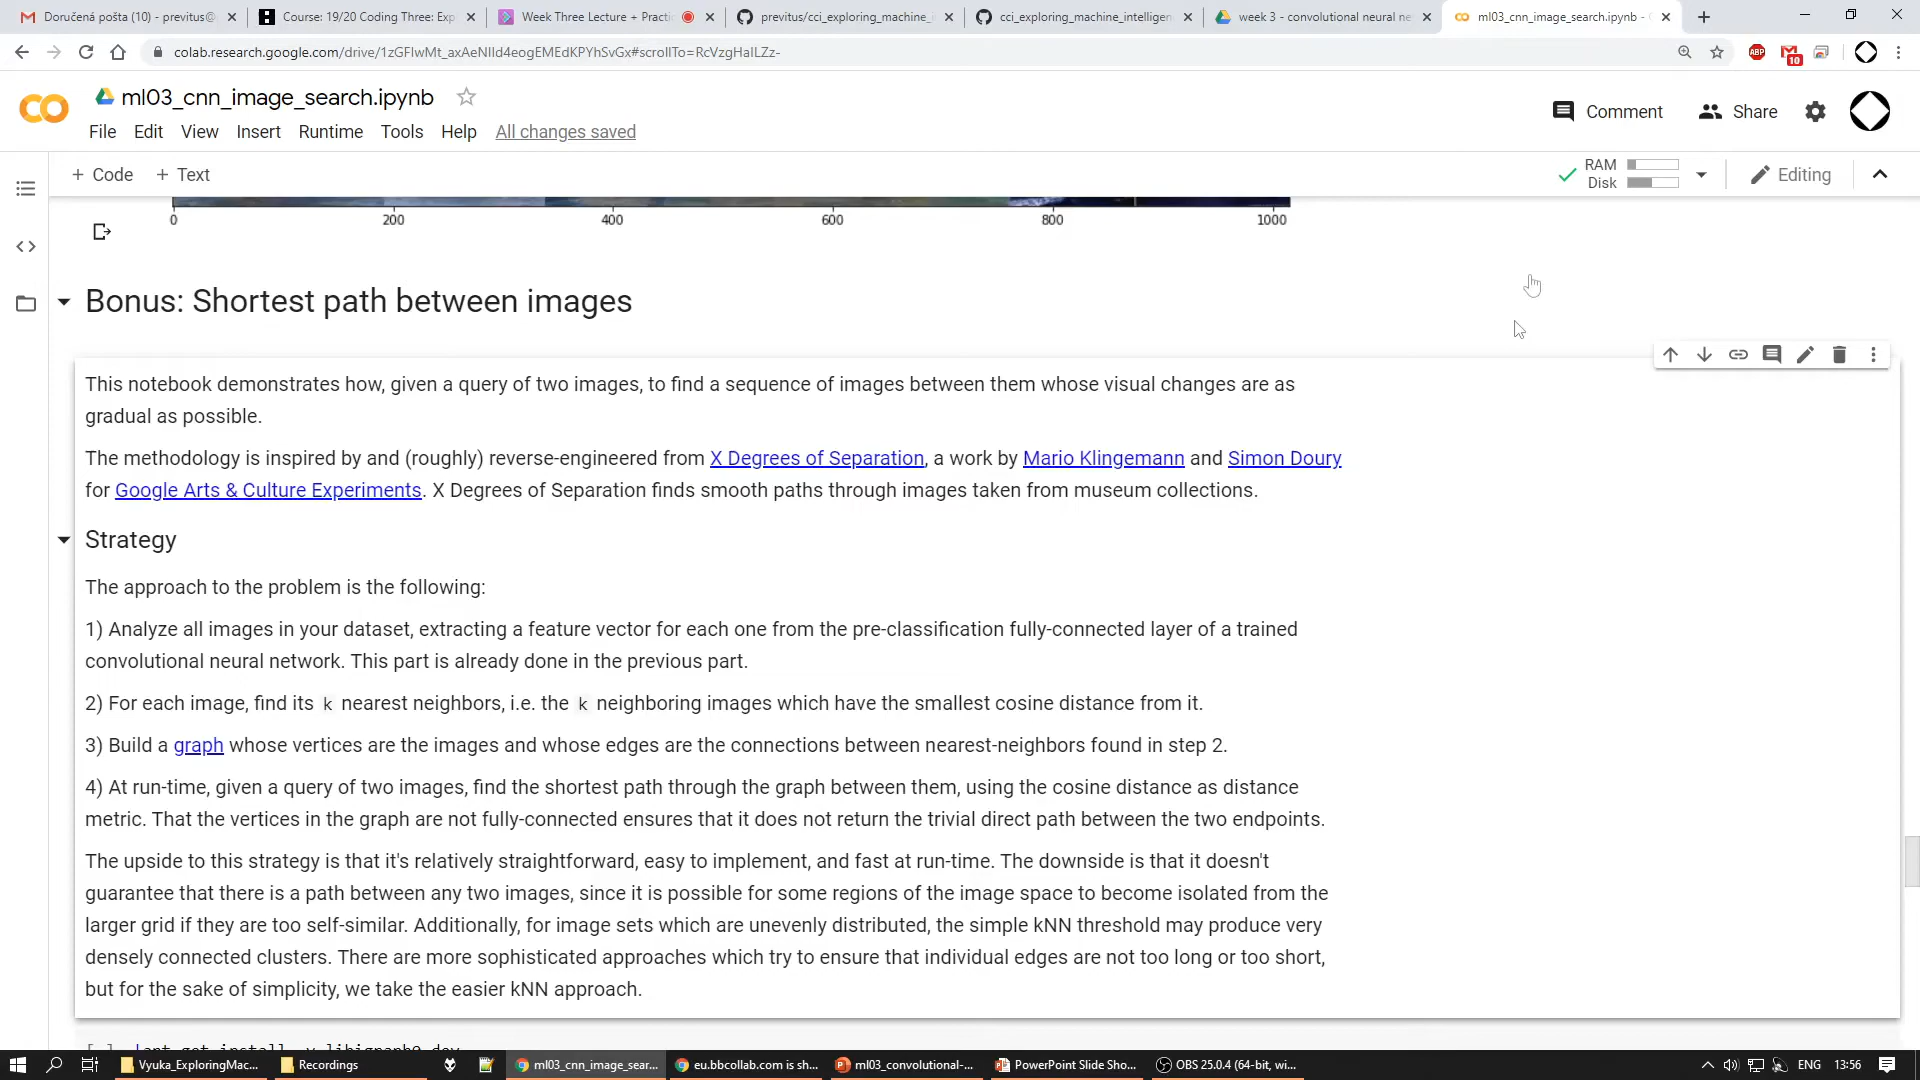 Doručená pošta (10) - previtus@
Course: 19/20 Coding Three: Exp
Week Three Lecture + Practi
previtus/cci_exploring_machine_i
cci_exploring_machine_intelligen
week 3 - convolutional neural ne
ml03_cnn_image_search.ipynb -
colab.research.google.com/drive/1zGFIwMt_axAeNIId4eogEMEdKPYhSvGx#scrollTo=RcVzgHaILZz-
ABP
10
ml03_cnn_image_search.ipynb
Comment
Share
File Edit View Insert Runtime Tools Help All changes saved
+ Code + Text
RAM
Disk
Editing
0 200 400 600 800 1000
Bonus: Shortest path between images
This notebook demonstrates how, given a query of two images, to find a sequence of images between them whose visual changes are as
gradual as possible.
The methodology is inspired by and (roughly) reverse-engineered from X Degrees of Separation, a work by Mario Klingemann and Simon Doury
for Google Arts & Culture Experiments. X Degrees of Separation finds smooth paths through images taken from museum collections.
Strategy
The approach to the problem is the following:
1) Analyze all images in your dataset, extracting a feature vector for each one from the pre-classification fully-connected layer of a trained
convolutional neural network. This part is already done in the previous part.
2) For each image, find its k nearest neighbors, i.e. the k neighboring images which have the smallest cosine distance from it.
3) Build a graph whose vertices are the images and whose edges are the connections between nearest-neighbors found in step 2.
4) At run-time, given a query of two images, find the shortest path through the graph between them, using the cosine distance as distance
metric. That the vertices in the graph are not fully-connected ensures that it does not return the trivial direct path between the two endpoints.
The upside to this strategy is that it's relatively straightforward, easy to implement, and fast at run-time. The downside is that it doesn't
guarantee that there is a path between any two images, since it is possible for some regions of the image space to become isolated from the
larger grid if they are too self-similar. Additionally, for image sets which are unevenly distributed, the simple kNN threshold may produce very
densely connected clusters. There are more sophisticated approaches which try to ensure that individual edges are not too long or too short,
but for the sake of simplicity, we take the easier kNN approach.
Vyuka_ExploringMac...
Recordings
ml03_cnn_image_sear...
eu.bbcollab.com is sh...
ml03_convolutional-...
PowerPoint Slide Sho...
OBS 25.0.4 (64-bit, wi...
ENG
13:56